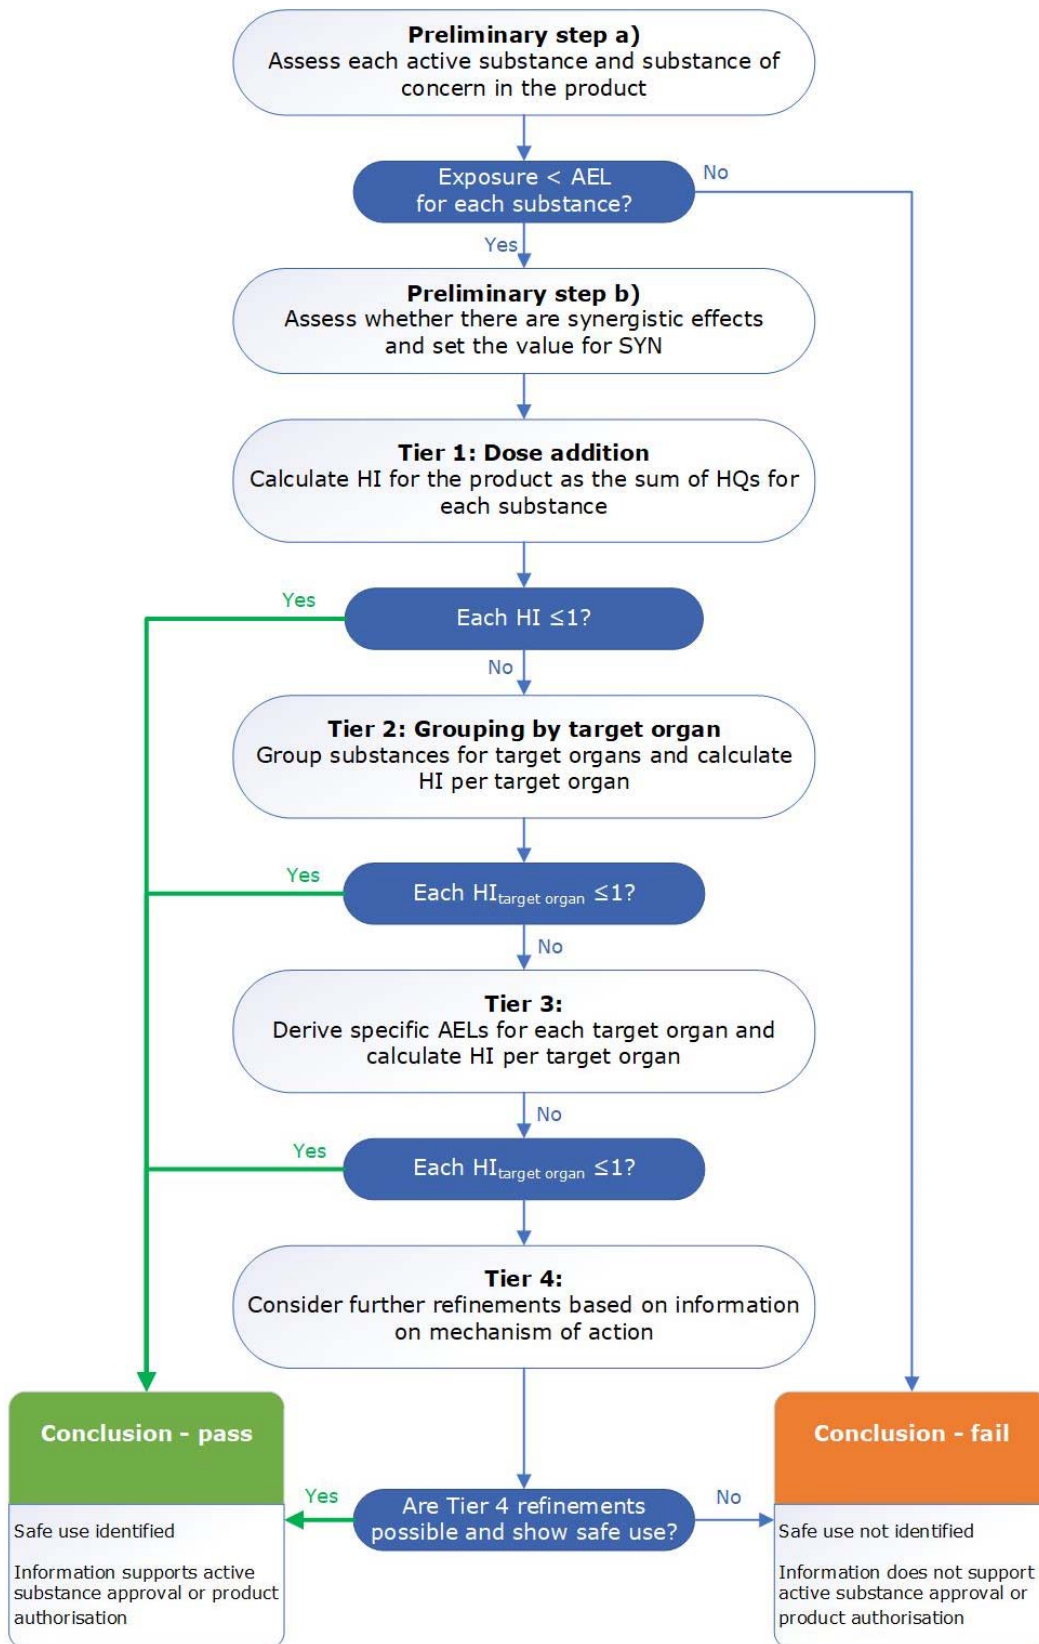 Preliminary step a)
Assess each active substance and substance of
concern in the product
Exposure < AEL
for each substance?
No
Yes
Preliminary step b)
Assess whether there are synergistic effects
and set the value for SYN
Tier 1: Dose addition
Calculate HI for the product as the sum of HQs for
each substance
Yes
Each HI ≤1?
No
Tier 2: Grouping by target organ
Group substances for target organs and calculate
HI per target organ
Yes
Each HItarget organ ≤1?
No
Tier 3:
Derive specific AELs for each target organ and
calculate HI per target organ
No
Yes
Each HItarget organ ≤1?
Tier 4:
Consider further refinements based on information
on mechanism of action
Conclusion - pass
Safe use identified
Information supports active
substance approval or product
authorisation
Yes
Are Tier 4 refinements
possible and show safe use?
No
Conclusion - fail
Safe use not identified
Information does not support
active substance approval or
product authorisation